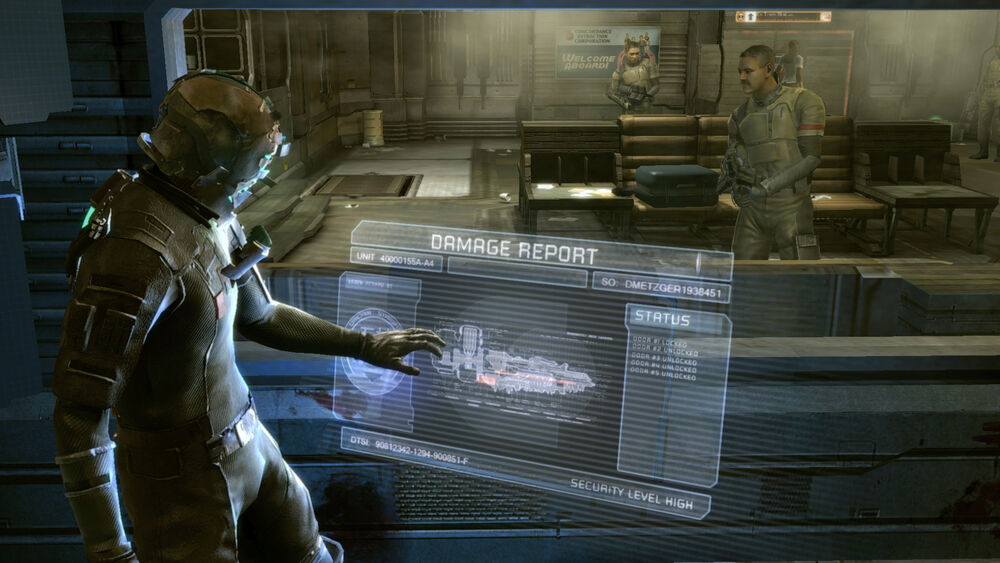 CONCORDANCE
EXTRACTION
CORPORATION
WELCOME
ABOARD!
DAMAGE REPORT
UNIT 40000155A-A4
SO: DMETZGER1938451
STATUS
DOOR #1 LOCKED
DOOR #2 UNLOCKED
DOOR #3 UNLOCKED
DOOR #4 UNLOCKED
DOOR #5 UNLOCKED
DTSI: 90612342-1294-900851-F
SECURITY LEVEL HIGH